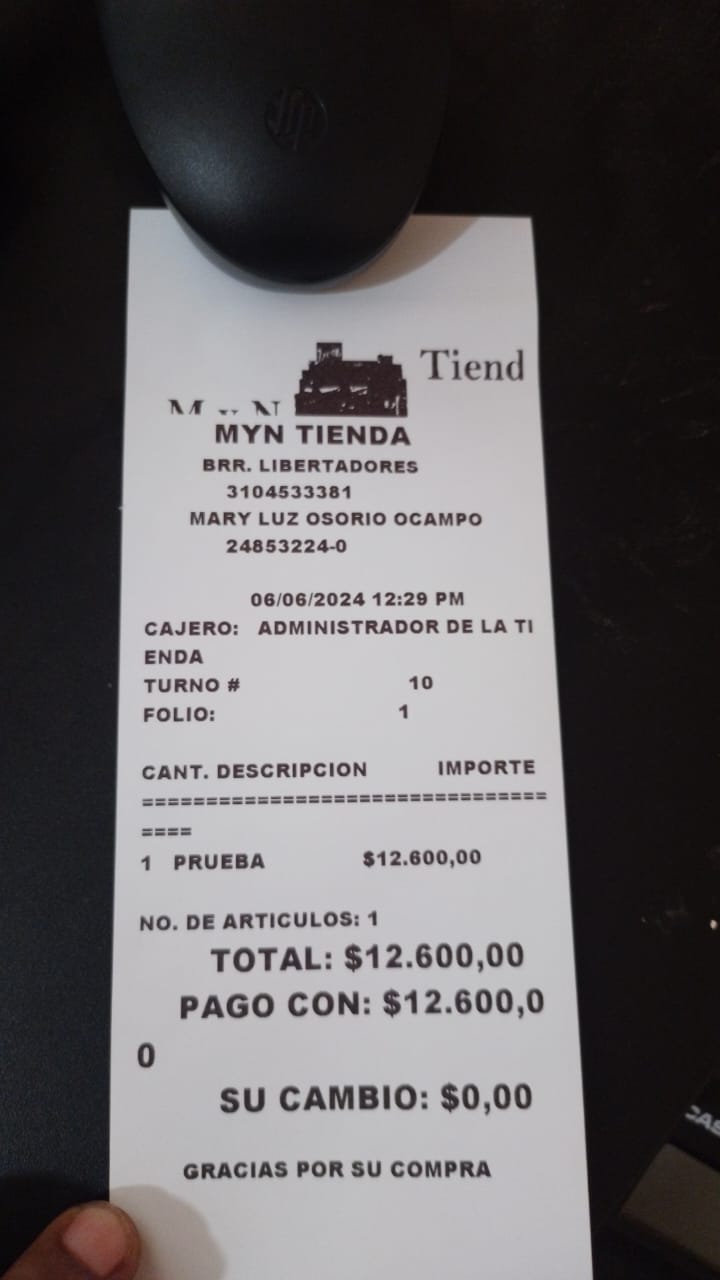 hp
M y N Tiend
MYN TIENDA
BRR. LIBERTADORES
3104533381
MARY LUZ OSORIO OCAMPO
24853224-0
06/06/2024 12:29 PM
CAJERO: ADMINISTRADOR DE LA TI
ENDA
TURNO # 10
FOLIO: 1
CANT. DESCRIPCION IMPORTE
================================
====
1 PRUEBA $12.600,00
NO. DE ARTICULOS: 1
TOTAL: $12.600,00
PAGO CON: $12.600,0
0
SU CAMBIO: $0,00
GRACIAS POR SU COMPRA